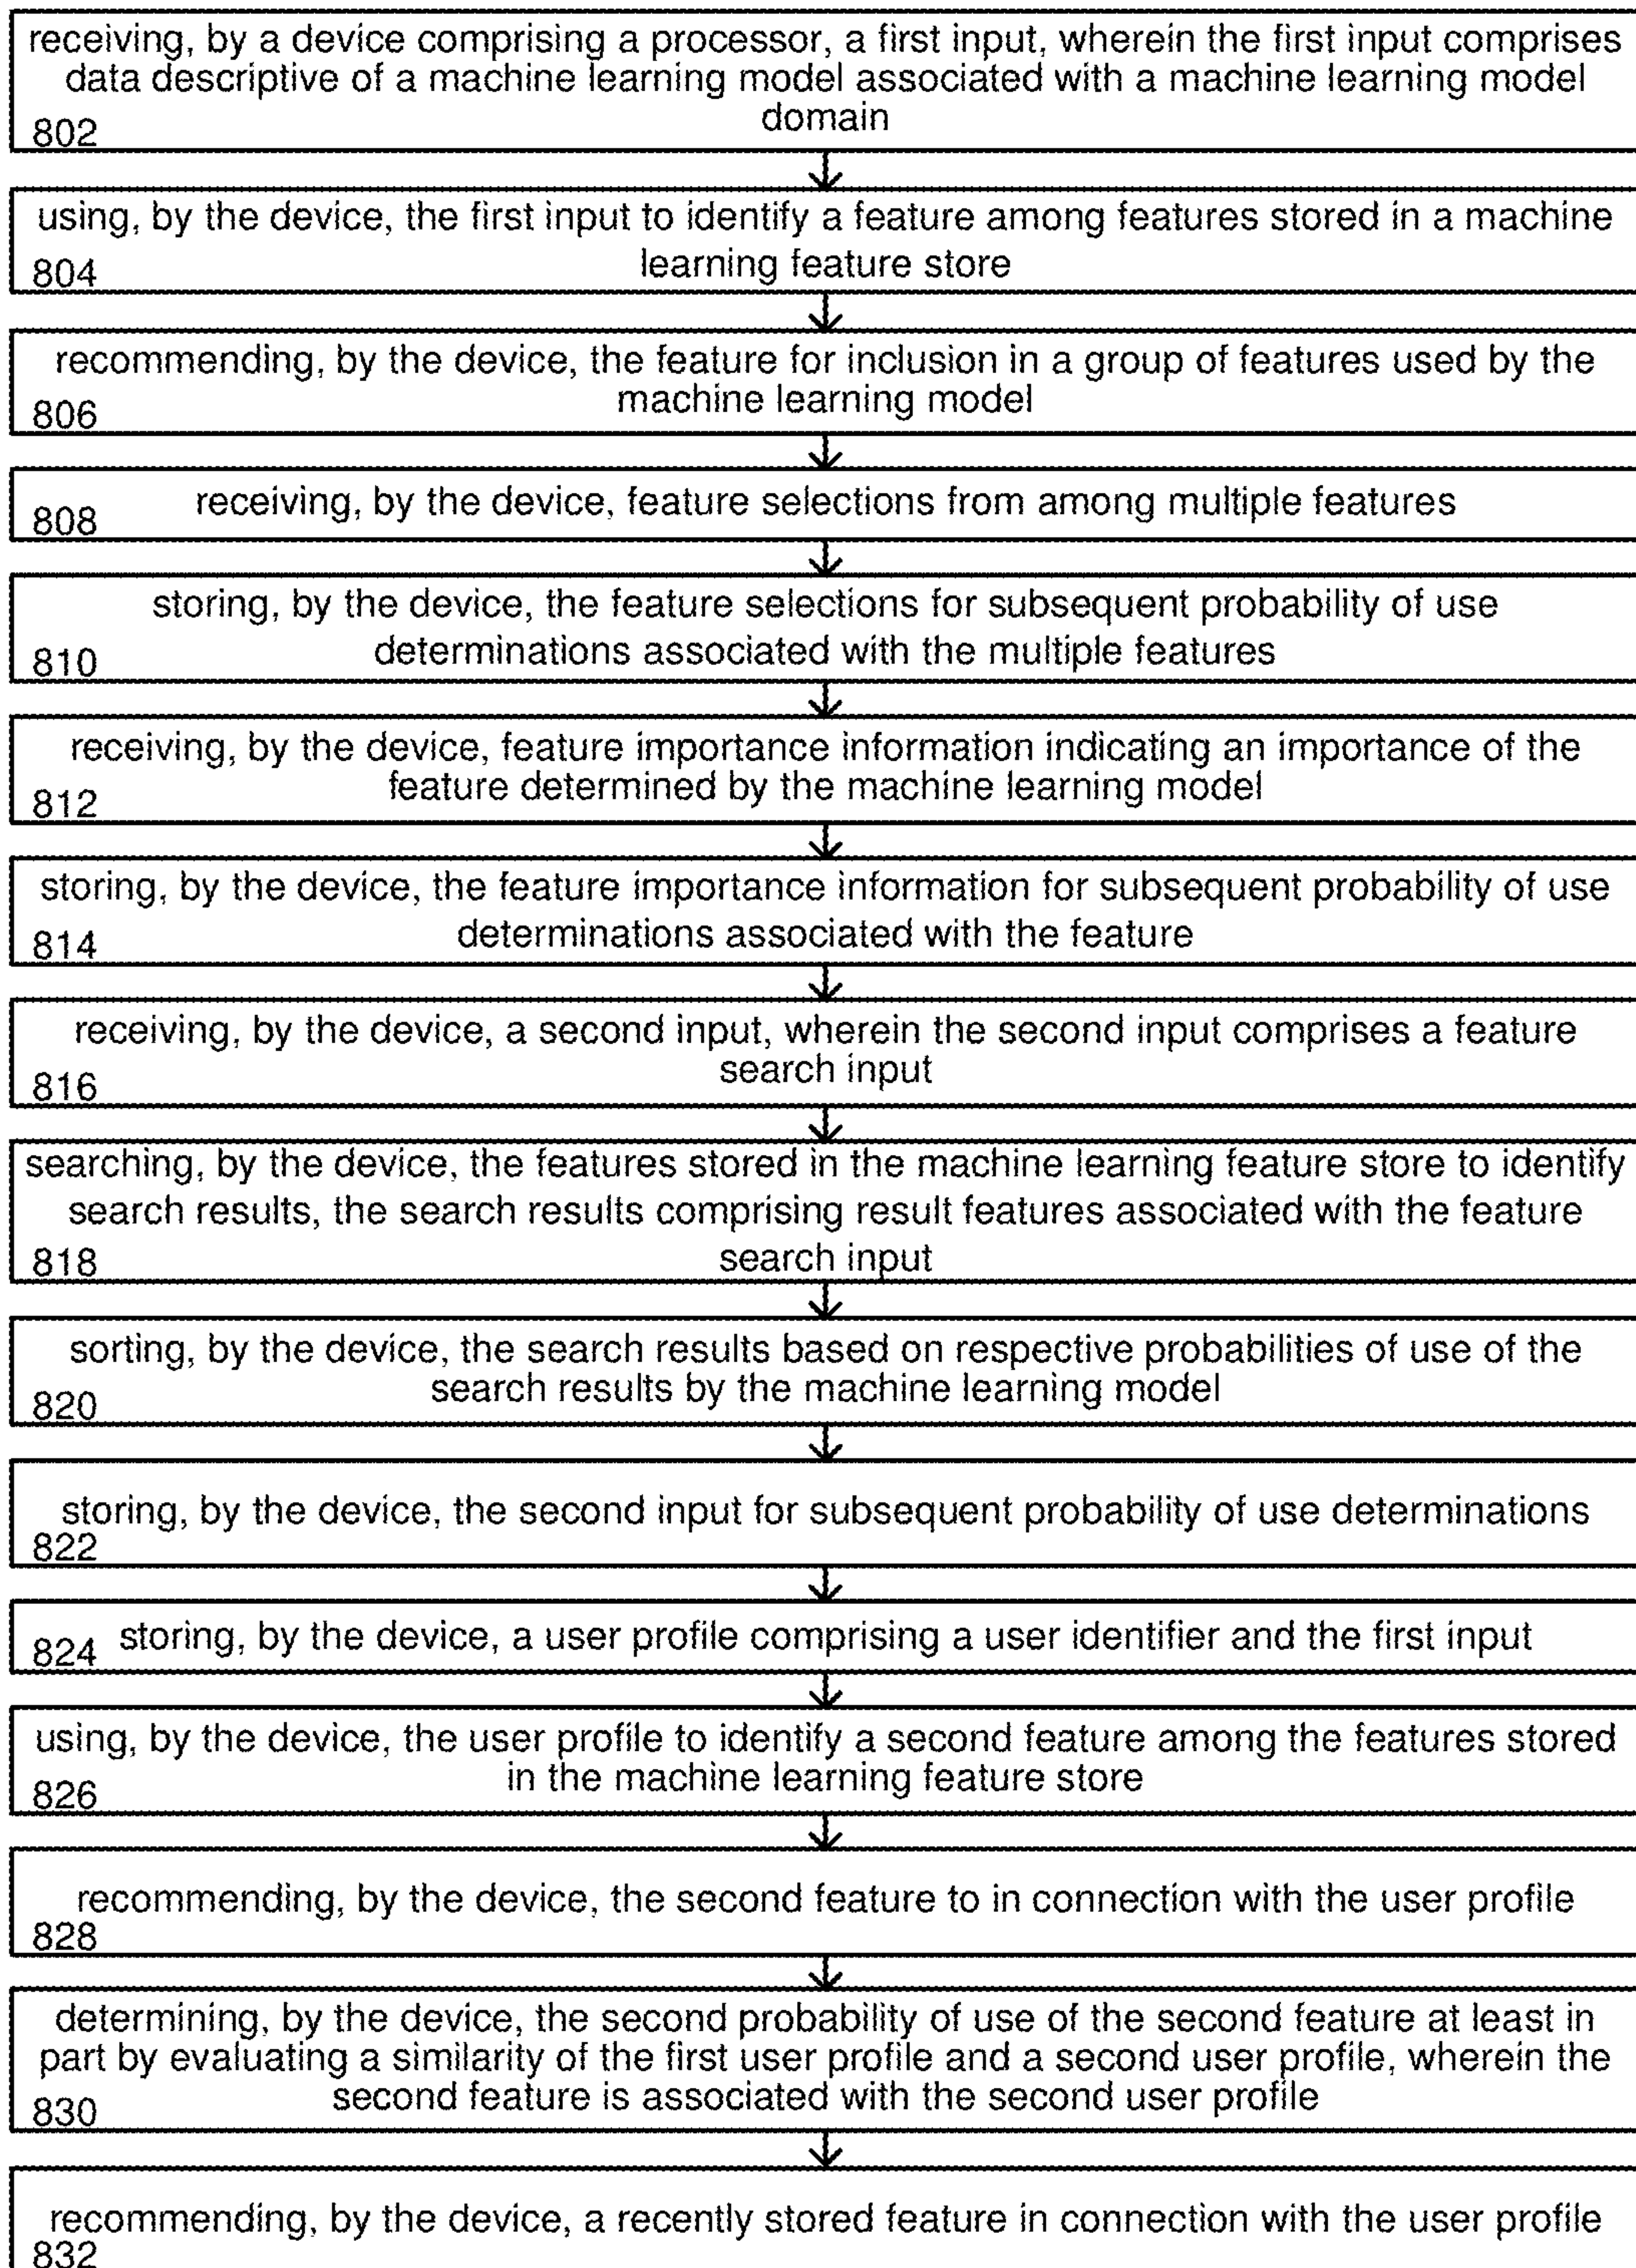 receiving, by a device comprising a processor, a first input, wherein the first input comprises
data descriptive of a machine learning model associated with a machine learning model
domain
802
using, by the device, the first input to identify a feature among features stored in a machine
learning feature store
804
recommending, by the device, the feature for inclusion in a group of features used by the
machine learning model
806
receiving, by the device, feature selections from among multiple features
808
storing, by the device, the feature selections for subsequent probability of use
determinations associated with the multiple features
810
receiving, by the device, feature importance information indicating an importance of the
feature determined by the machine learning model
812
storing, by the device, the feature importance information for subsequent probability of use
determinations associated with the feature
814
receiving, by the device, a second input, wherein the second input comprises a feature
search input
816
searching, by the device, the features stored in the machine learning feature store to identify
search results, the search results comprising result features associated with the feature
search input
818
sorting, by the device, the search results based on respective probabilities of use of the
search results by the machine learning model
820
storing, by the device, the second input for subsequent probability of use determinations
822
824 storing, by the device, a user profile comprising a user identifier and the first input
using, by the device, the user profile to identify a second feature among the features stored
in the machine learning feature store
826
recommending, by the device, the second feature to in connection with the user profile
828
determining, by the device, the second probability of use of the second feature at least in
part by evaluating a similarity of the first user profile and a second user profile, wherein the
second feature is associated with the second user profile
830
recommending, by the device, a recently stored feature in connection with the user profile
832